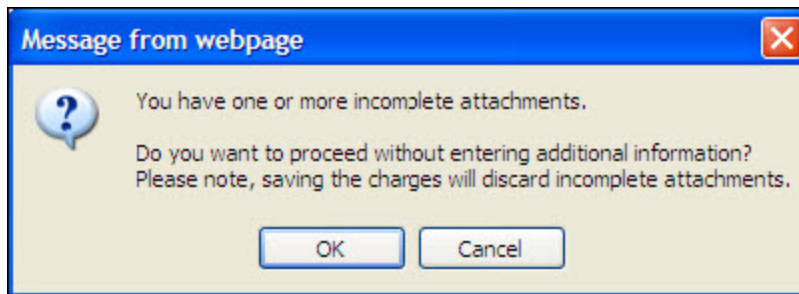 Message from webpage
You have one or more incomplete attachments.
Do you want to proceed without entering additional information?
Please note, saving the charges will discard incomplete attachments.
OK
Cancel